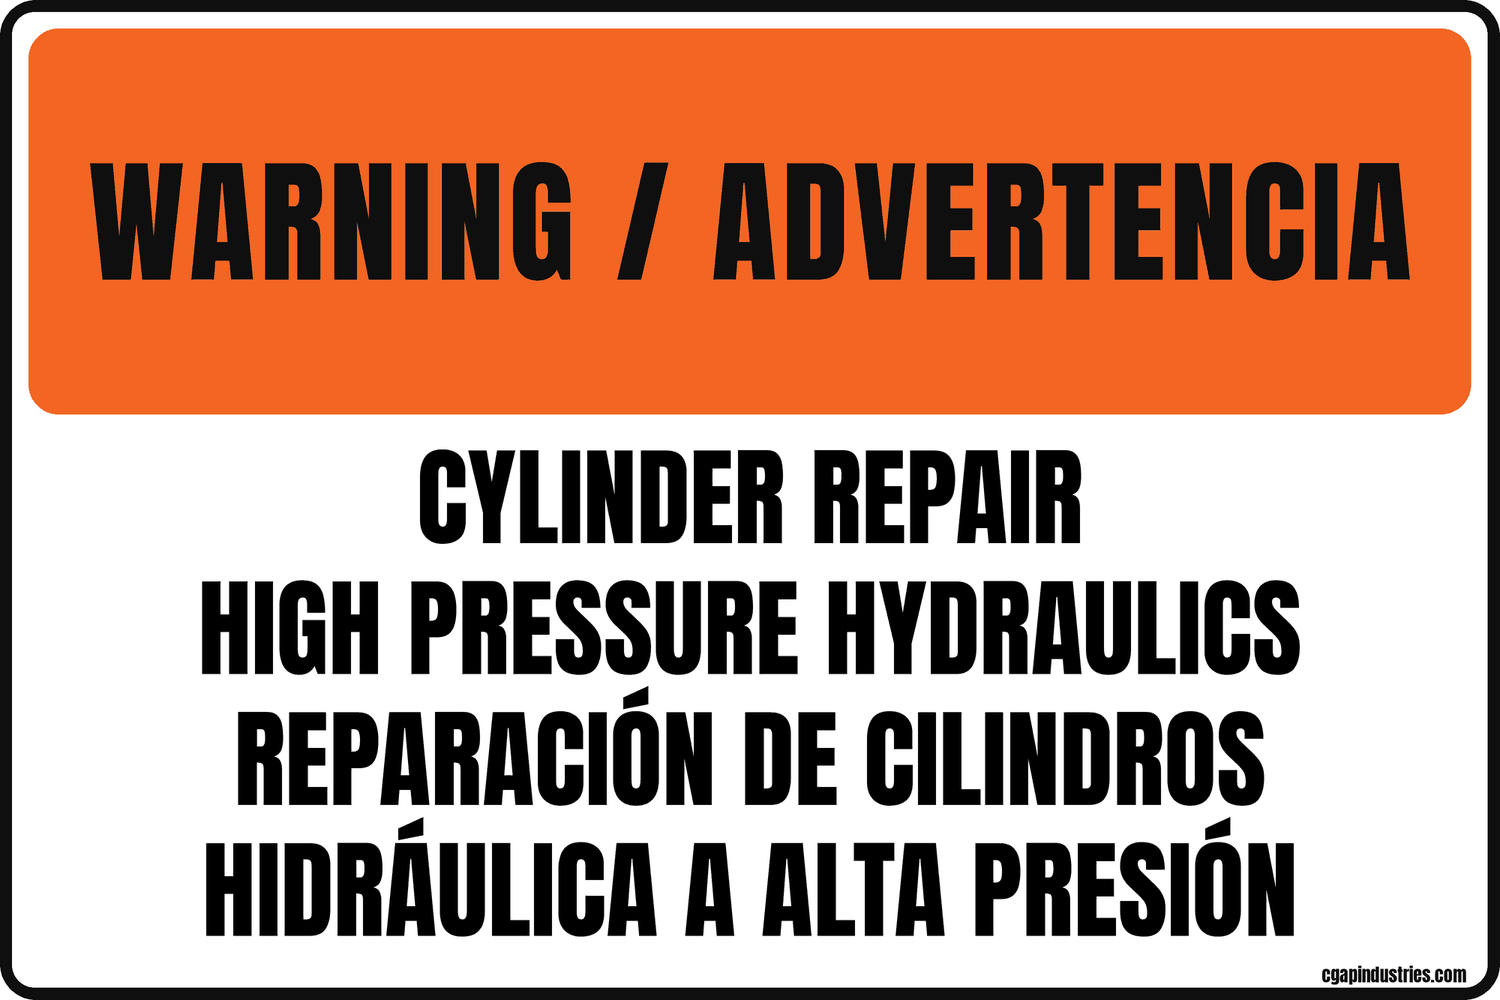 WARNING / ADVERTENCIA
CYLINDER REPAIR
HIGH PRESSURE HYDRAULICS
REPARACIÓN DE CILINDROS
HIDRÁULICA A ALTA PRESIÓN
cgapindustries.com